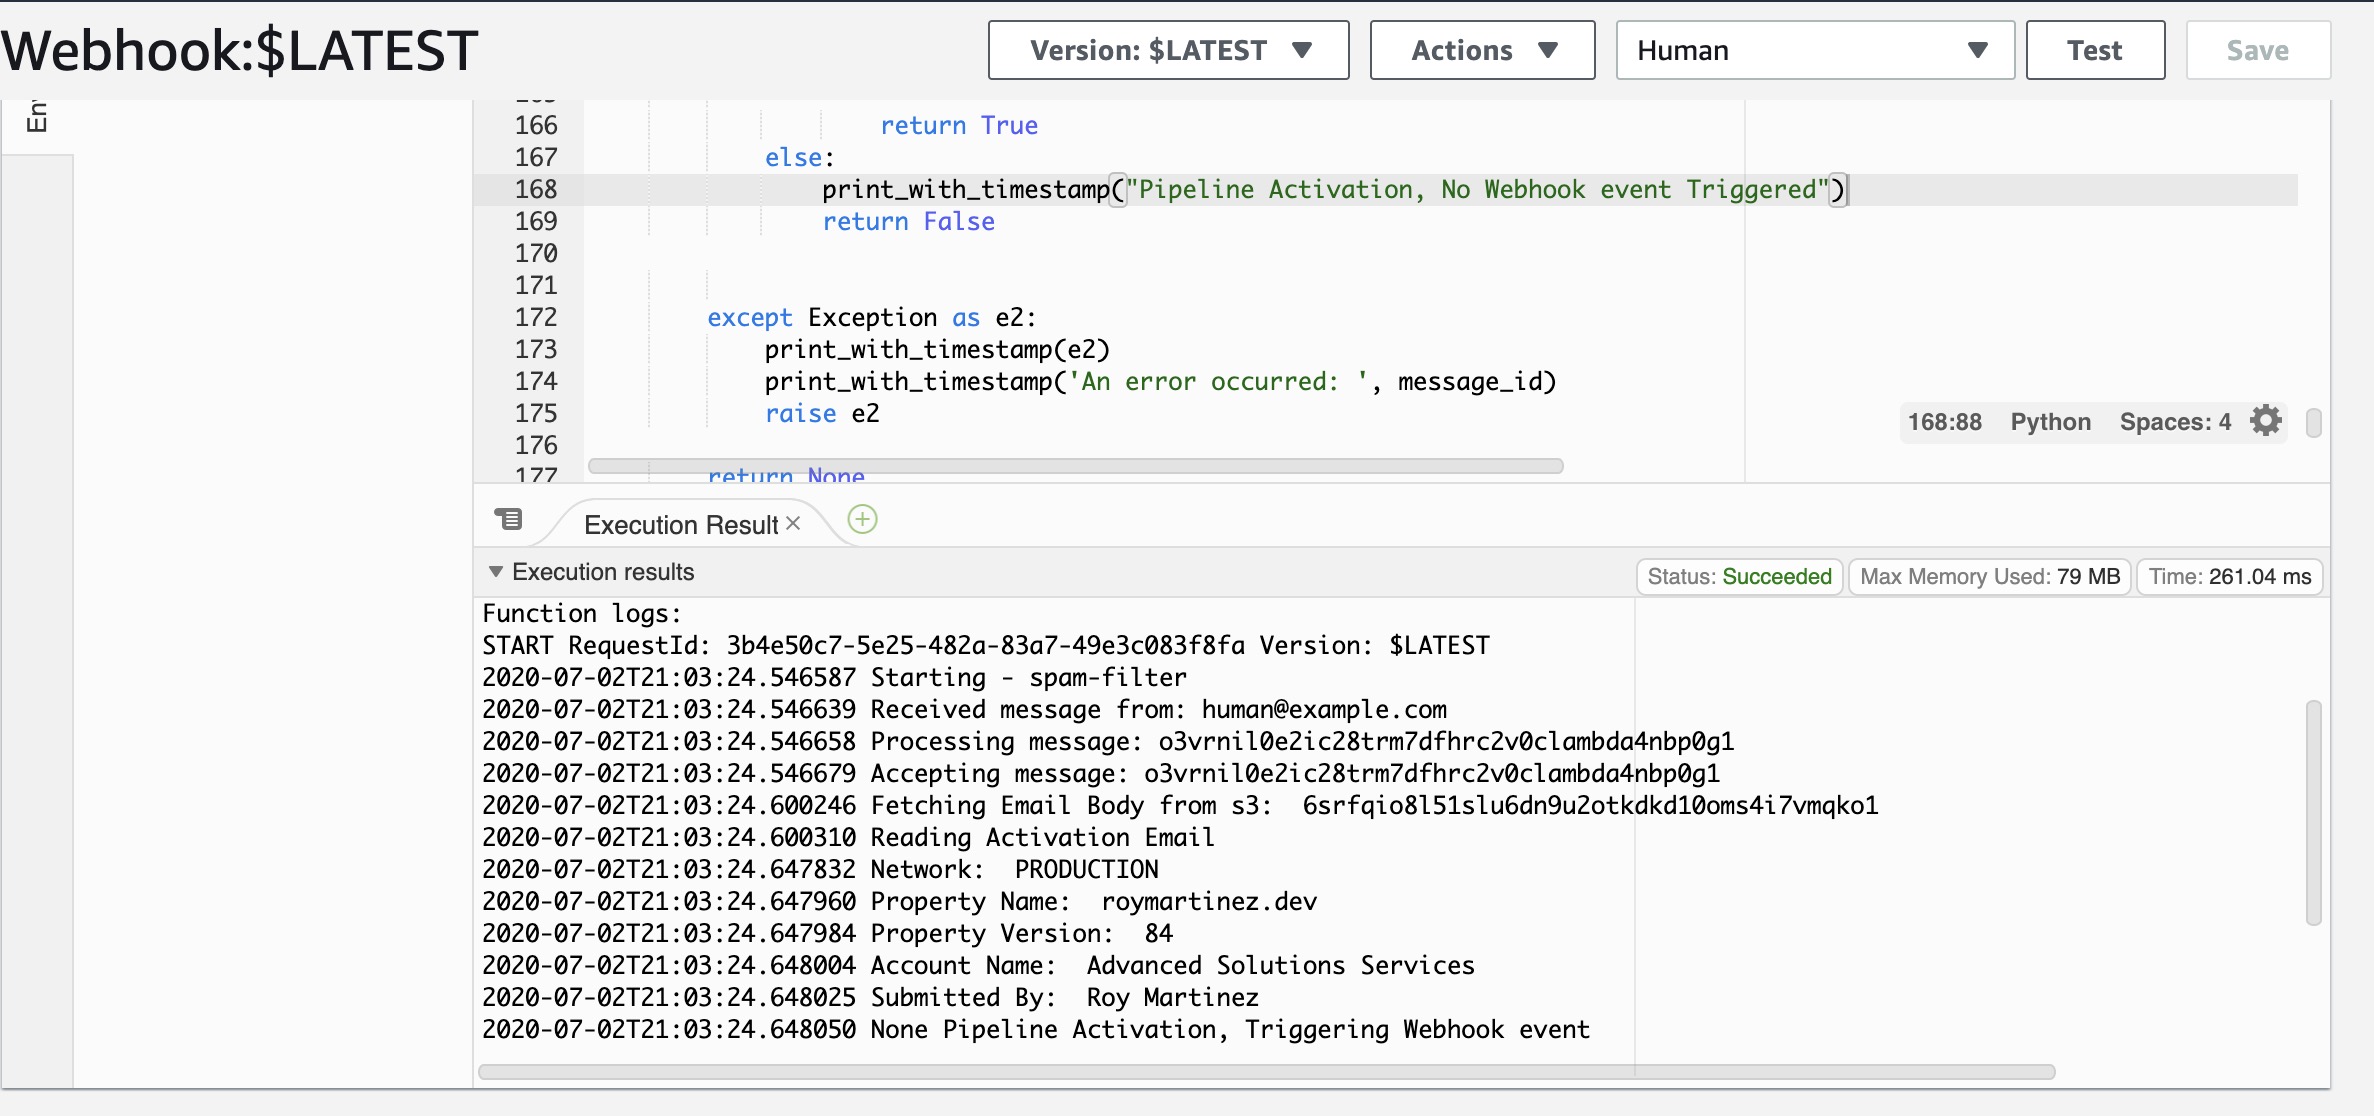 Webhook:$LATEST
Version: $LATEST
Actions
Human
Test
Save
166 return True
167 else:
168 print_with_timestamp("Pipeline Activation, No Webhook event Triggered")
169 return False
170
171
172 except Exception as e2:
173 print_with_timestamp(e2)
174 print_with_timestamp('An error occurred: ', message_id)
175 raise e2
176
177 return None
168:88 Python Spaces: 4
Execution Result
Execution results
Status: Succeeded
Max Memory Used: 79 MB
Time: 261.04 ms
Function logs:
START RequestId: 3b4e50c7-5e25-482a-83a7-49e3c083f8fa Version: $LATEST
2020-07-02T21:03:24.546587 Starting - spam-filter
2020-07-02T21:03:24.546639 Received message from: human@example.com
2020-07-02T21:03:24.546658 Processing message: o3vrnil0e2ic28trm7dfhrc2v0clambda4nbp0g1
2020-07-02T21:03:24.546679 Accepting message: o3vrnil0e2ic28trm7dfhrc2v0clambda4nbp0g1
2020-07-02T21:03:24.600246 Fetching Email Body from s3:  6srfqio8l51slu6dn9u2otkdkd10oms4i7vmqko1
2020-07-02T21:03:24.600310 Reading Activation Email
2020-07-02T21:03:24.647832 Network:  PRODUCTION
2020-07-02T21:03:24.647960 Property Name:  roymartinez.dev
2020-07-02T21:03:24.647984 Property Version:  84
2020-07-02T21:03:24.648004 Account Name:  Advanced Solutions Services
2020-07-02T21:03:24.648025 Submitted By:  Roy Martinez
2020-07-02T21:03:24.648050 None Pipeline Activation, Triggering Webhook event